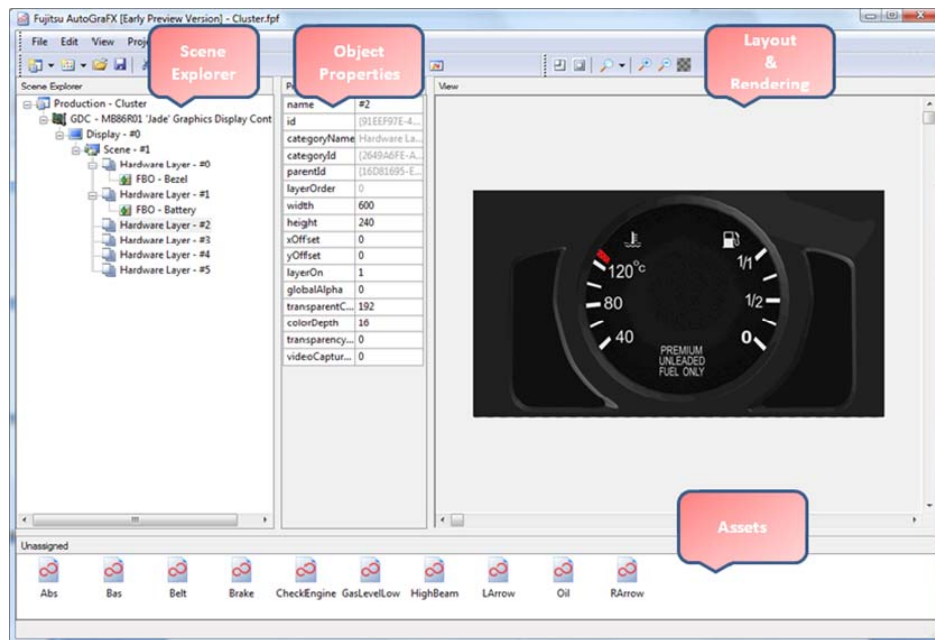 Fujitsu AutoGraFX [Early Preview Version] - Cluster.fpf
File Edit View
Scene
Explorer
Object
Properties
Layout
&
Rendering
Scene Explorer
View
Production - Cluster
GDC - MB86R01 'Jade' Graphics Display Cont
Display - #0
Scene - #1
Hardware Layer - #0
FBO - Bezel
Hardware Layer - #1
FBO - Battery
Hardware Layer - #2
Hardware Layer - #3
Hardware Layer - #4
Hardware Layer - #5
name #2
id {91EEF97E-4...
categoryName Hardware La...
categoryId {2649A6FE-A...
parentId {16D81695-E...
layerOrder 0
width 600
height 240
xOffset 0
yOffset 0
layerOn 1
globalAlpha 0
transparentC... 192
colorDepth 16
transparency... 0
videoCaptur... 0
120°c
80
40
1/1
1/2
0
PREMIUM
UNLEADED
FUEL ONLY
Assets
Unassigned
Abs Bas Belt Brake CheckEngine GasLevelLow HighBeam LArrow Oil RArrow